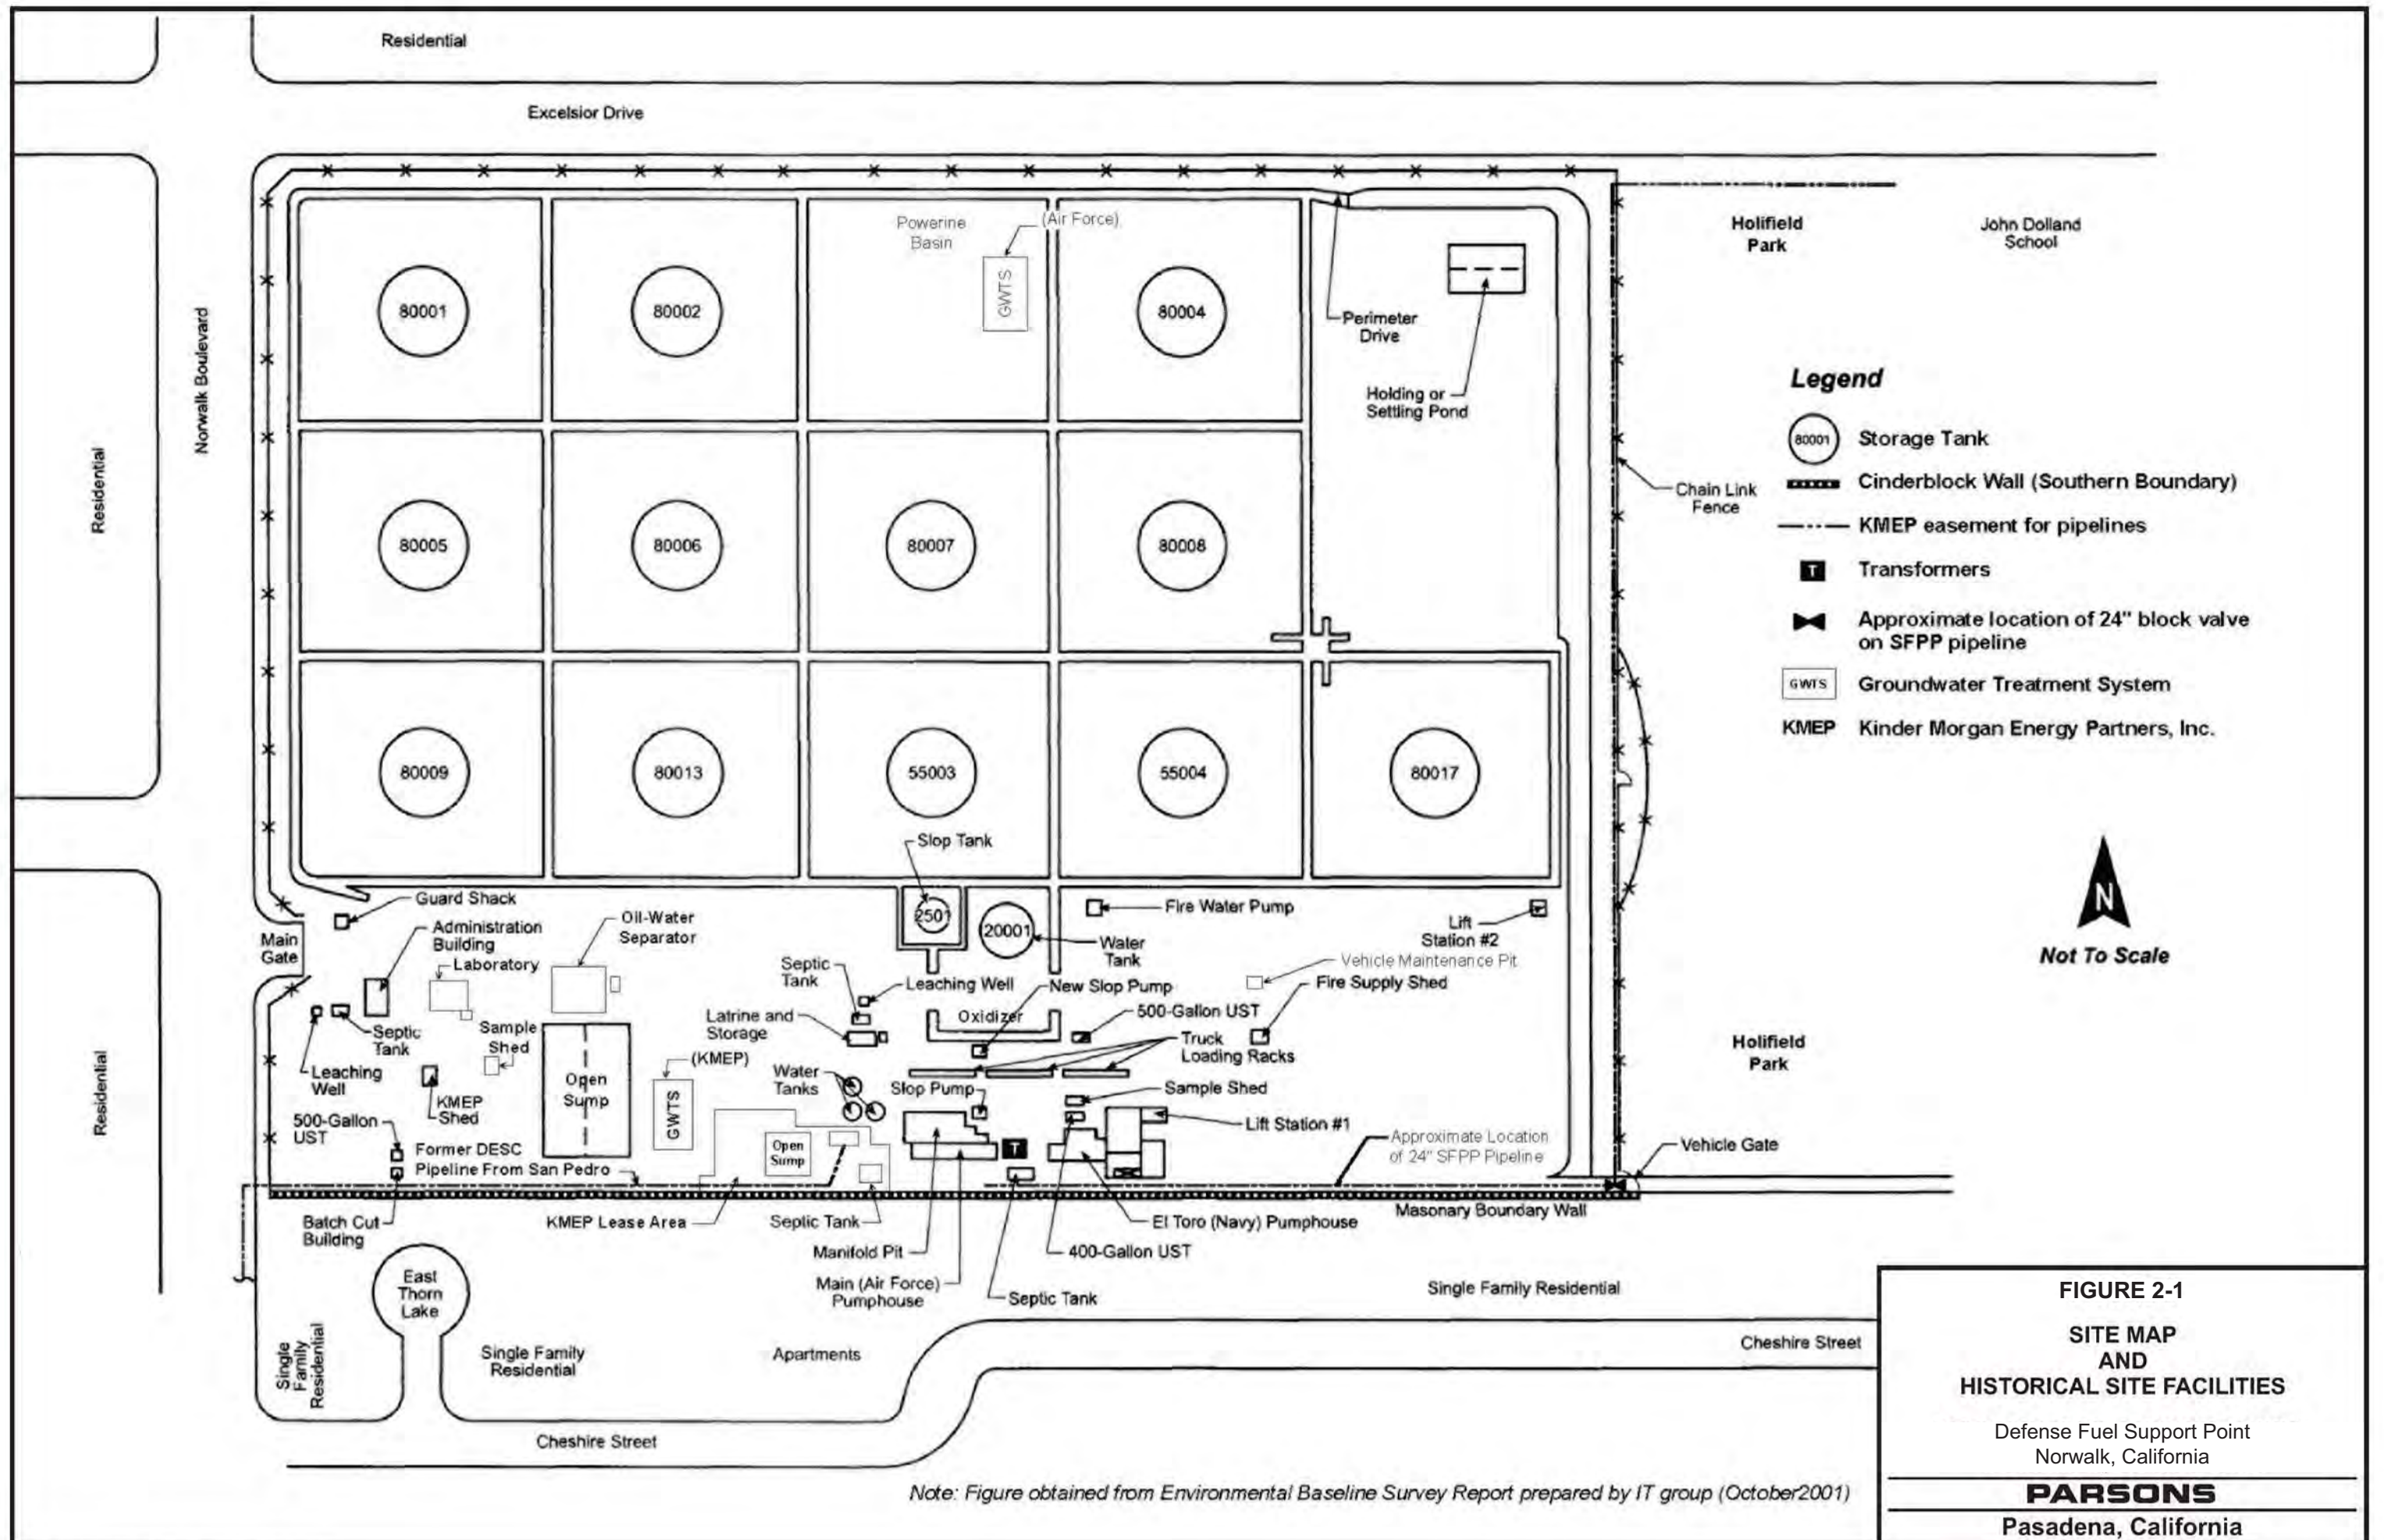 Residential
Excelsior Drive
Norwalk Boulevard
Residential
Residential
Powerine
Basin
(Air Force)
GWTS
80001
80002
80004
Perimeter
Drive
Holding or
Settling Pond
Holifield
Park
John Dolland
School
80005
80006
80007
80008
Chain Link
Fence
80009
80013
55003
55004
80017
Legend
80001
Storage Tank
Cinderblock Wall (Southern Boundary)
KMEP easement for pipelines
T
Transformers
Approximate location of 24" block valve
on SFPP pipeline
GWTS
Groundwater Treatment System
KMEP
Kinder Morgan Energy Partners, Inc.
N
Not To Scale
Slop Tank
2501
20001
Water
Tank
Fire Water Pump
Lift
Station #2
Guard Shack
Main
Gate
Administration
Building
Laboratory
Oil-Water
Separator
Septic
Tank
Leaching Well
New Slop Pump
Vehicle Maintenance Pit
Fire Supply Shed
Latrine and
Storage
Oxidizer
500-Gallon UST
Truck
Loading Racks
Septic
Tank
Sample
Shed
Leaching
Well
KMEP
Shed
Open
Sump
(KMEP)
GWTS
Water
Tanks
Slop Pump
Sample Shed
Lift Station #1
500-Gallon
UST
Former DESC
Pipeline From San Pedro
Open
Sump
T
Approximate Location
of 24" SFPP Pipeline
Vehicle Gate
Holifield
Park
Batch Cut
Building
KMEP Lease Area
Septic Tank
Manifold Pit
Main (Air Force)
Pumphouse
Septic Tank
400-Gallon UST
El Toro (Navy) Pumphouse
Masonary Boundary Wall
East
Thorn
Lake
Single
Family
Residential
Single Family
Residential
Apartments
Single Family Residential
Cheshire Street
Cheshire Street
Note: Figure obtained from Environmental Baseline Survey Report prepared by IT group (October2001)
FIGURE 2-1
SITE MAP
AND
HISTORICAL SITE FACILITIES
Defense Fuel Support Point
Norwalk, California
PARSONS
Pasadena, California